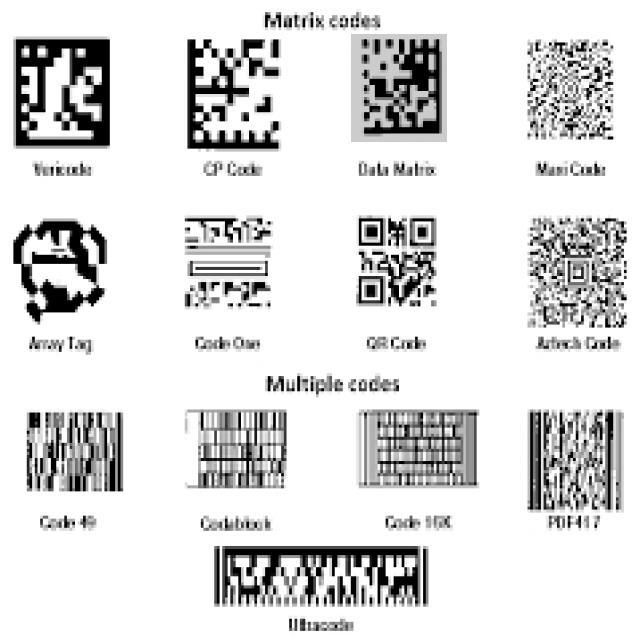 Matrix codes
Vericode
CP Code
Data Matrix
Maxi Code
Array Tag
Code One
QR Code
Aztech Code
Multiple codes
Code 49
Codablock
Code 16K
PDF417
Ultracode